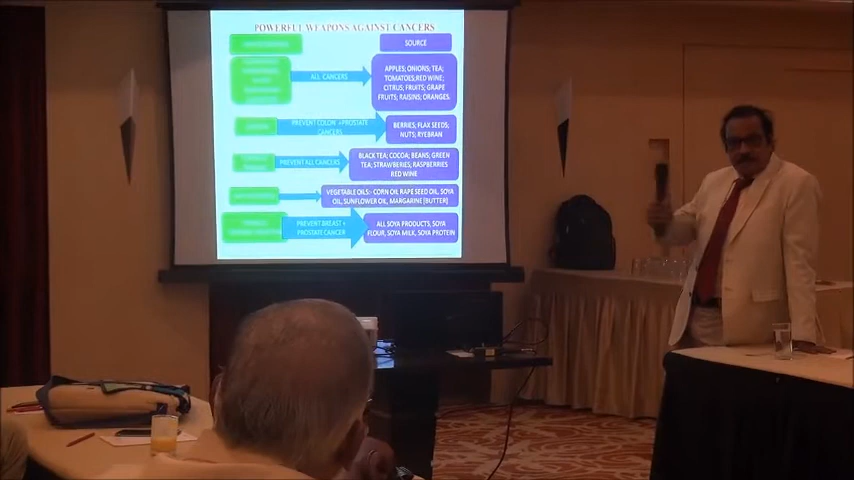 POWERFUL WEAPONS AGAINST CANCERS
SOURCE
ALL CANCERS
APPLES; ONIONS; TEA;
TOMATOES;RED WINE;
CITRUS; FRUITS; GRAPE
FRUITS; RAISINS; ORANGES.
PREVENT COLON +PROSTATE
CANCERS
BERRIES; FLAX SEEDS;
NUTS; RYEBRAN
PREVENT ALL CANCERS
BLACK TEA; COCOA; BEANS; GREEN
TEA; STRAWBERIES; RASPBERRIES
RED WINE
VEGETABLE OILS:- CORN OIL RAPE SEED OIL, SOYA
OIL, SUNFLOWER OIL, MARGARINE [BUTTER]
PREVENT BREAST +
PROSTATE CANCER
ALL SOYA PRODUCTS, SOYA
FLOUR, SOYA MILK, SOYA PROTEIN